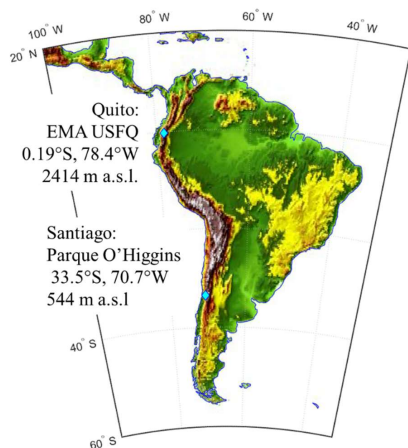 100° W
80° W
60° W
40° W
20° N
Quito:
EMA USFQ
0.19°S, 78.4°W
2414 m a.s.l.
Santiago:
Parque O’Higgins
33.5°S, 70.7°W
544 m a.s.l
40° S
60° S